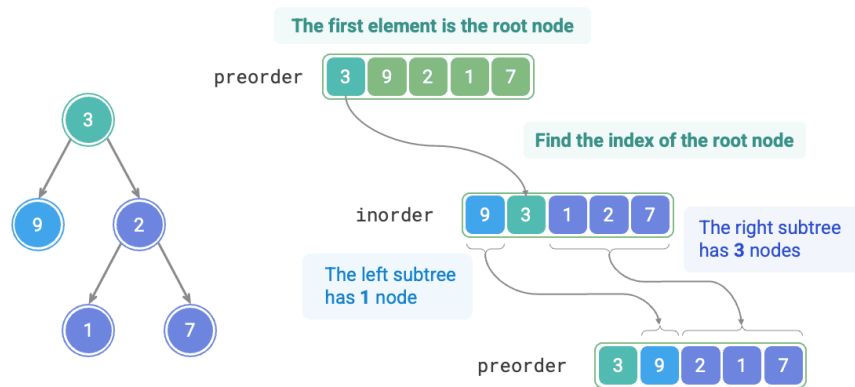 The first element is the root node
preorder 3 9 2 1 7
3
Find the index of the root node
9 2
inorder 9 3 1 2 7
The right subtree
has 3 nodes
The left subtree
has 1 node
1 7
preorder 3 9 2 1 7